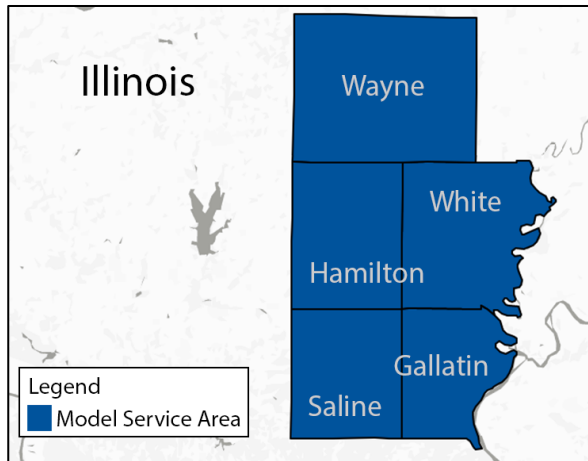 Illinois
Wayne
White
Hamilton
Gallatin
Saline
Legend
Model Service Area